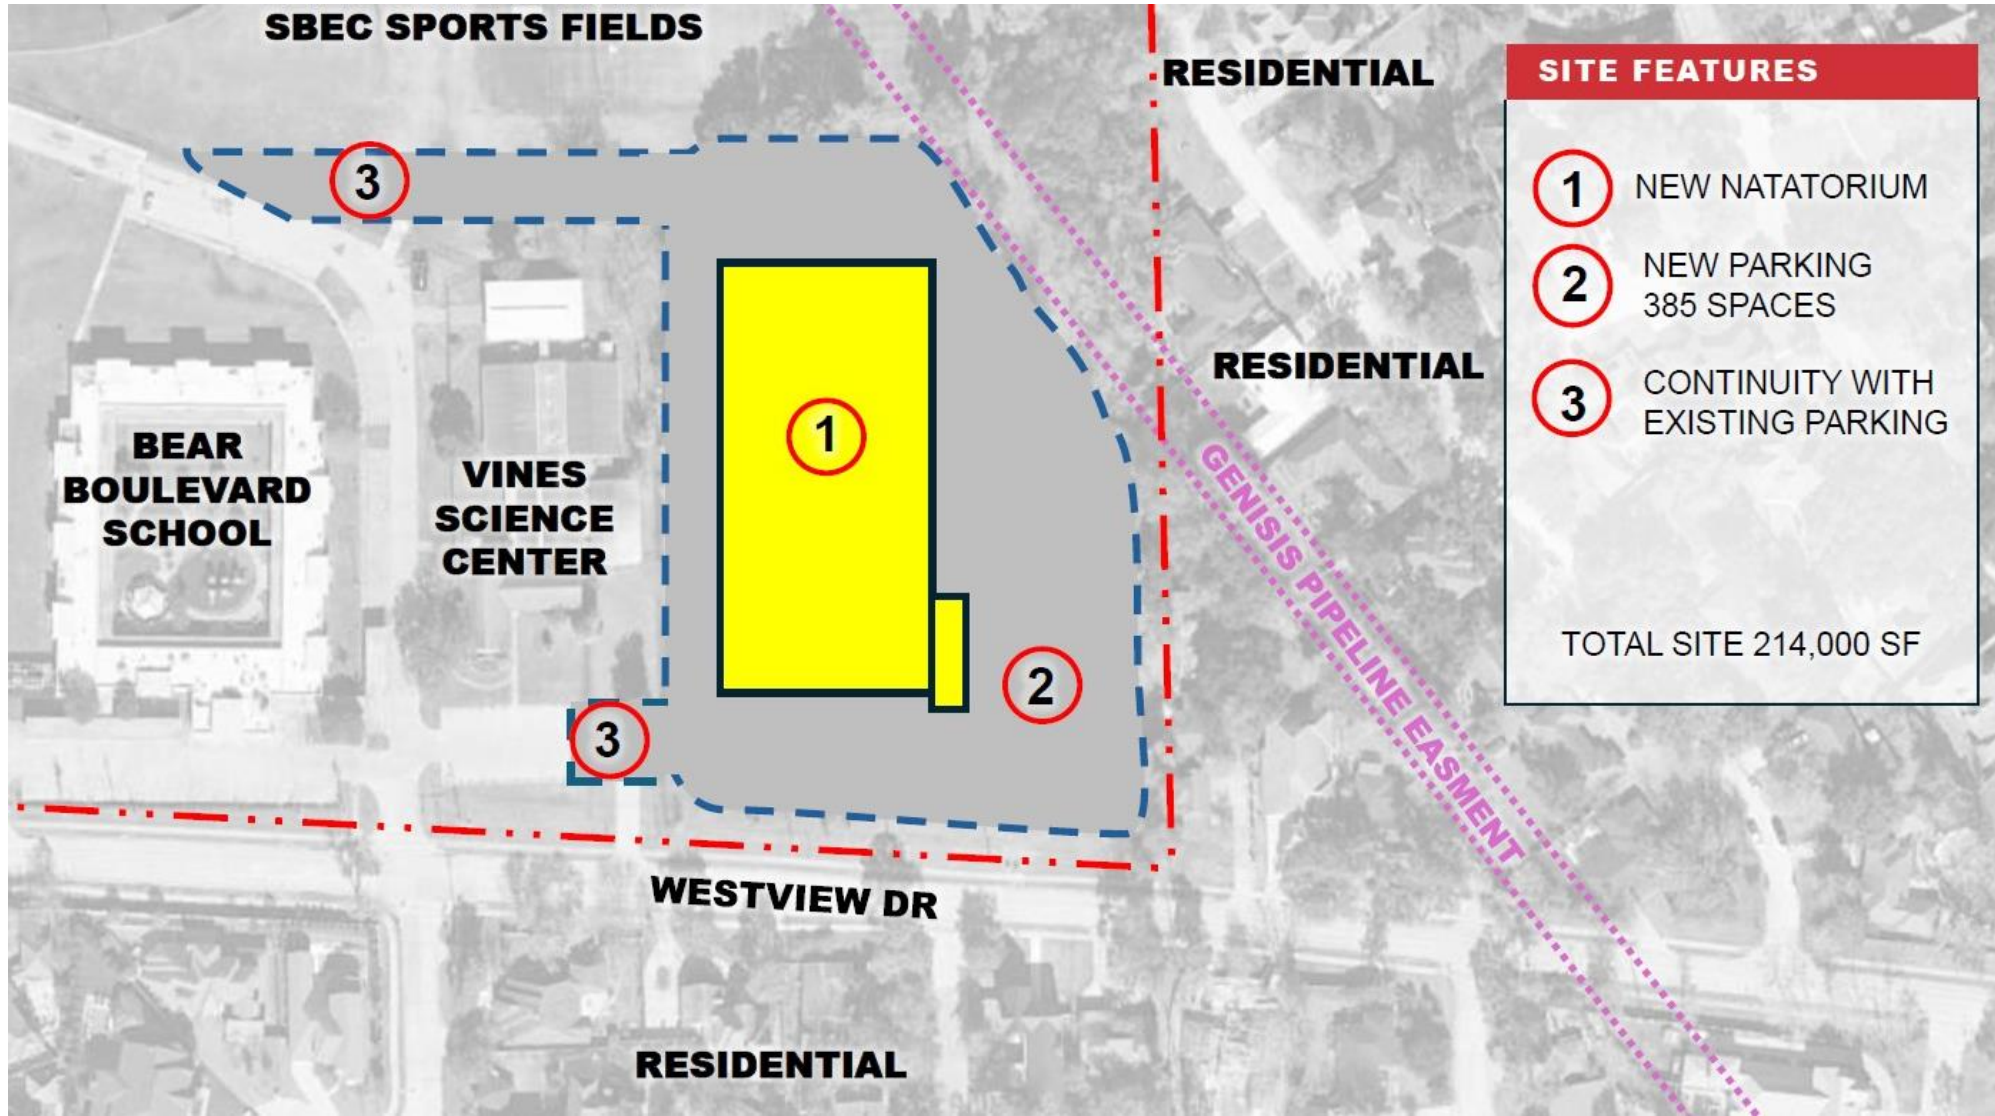 SBEC SPORTS FIELDS
RESIDENTIAL
SITE FEATURES
3
1
NEW NATATORIUM
2
NEW PARKING
385 SPACES
RESIDENTIAL
3
CONTINUITY WITH
EXISTING PARKING
1
BEAR
BOULEVARD
SCHOOL
VINES
SCIENCE
CENTER
GENISIS PIPELINE EASMENT
TOTAL SITE 214,000 SF
2
3
WESTVIEW DR
RESIDENTIAL